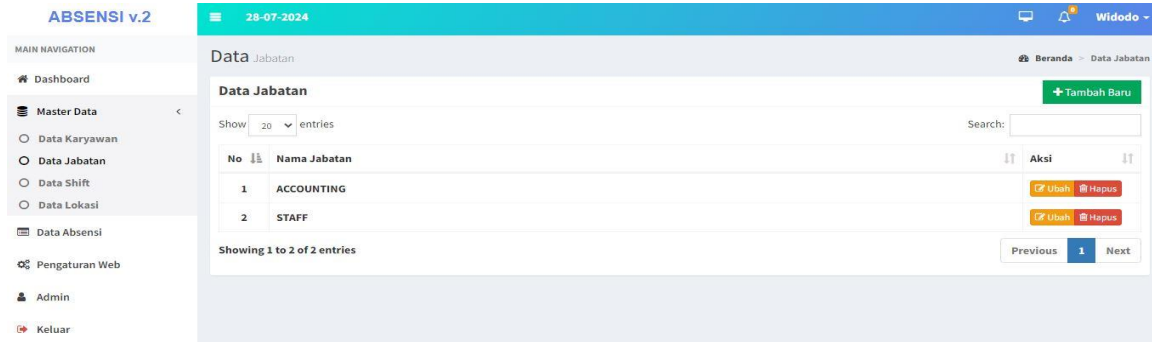 ABSENSI v.2
28-07-2024
Widodo
MAIN NAVIGATION
Dashboard
Master Data
Data Karyawan
Data Jabatan
Data Shift
Data Lokasi
Data Absensi
Pengaturan Web
Admin
Keluar
Data Jabatan
Beranda > Data Jabatan
Data Jabatan
+ Tambah Baru
Show 20 entries
Search:
No Nama Jabatan Aksi
1 ACCOUNTING Ubah Hapus
2 STAFF Ubah Hapus
Showing 1 to 2 of 2 entries
Previous 1 Next